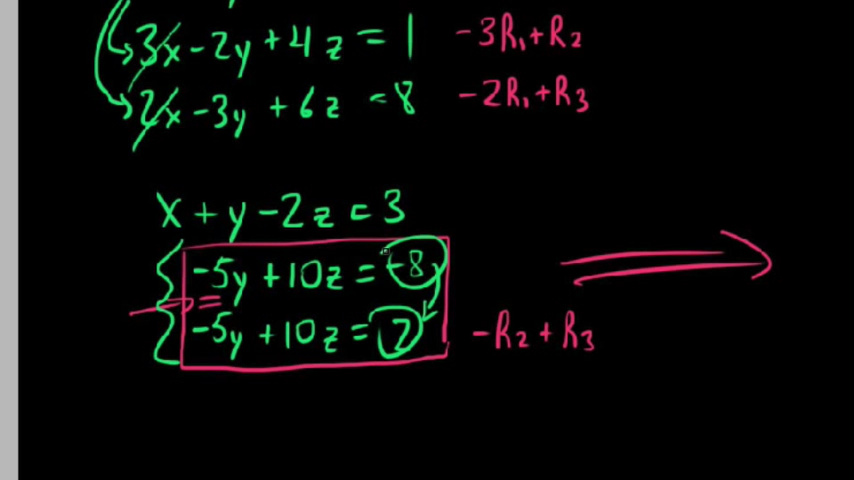 3x - 2y + 4z = 1 -3R₁+R₂
2x - 3y + 6z = 8 -2R₁+R₃
x + y - 2z = 3
-5y + 10z = -8
=
-5y + 10z = 2 -R₂ + R₃